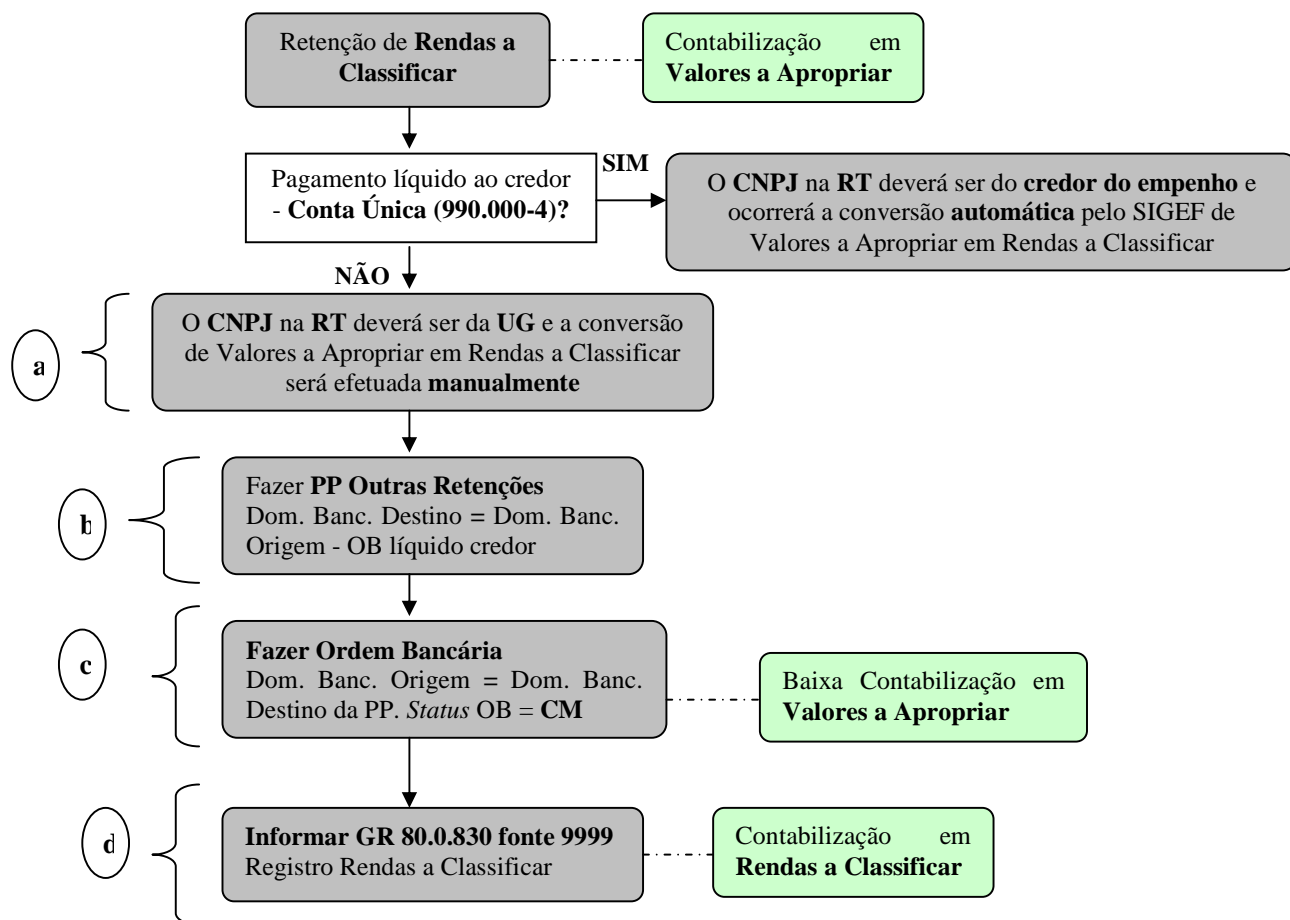 Retenção de Rendas a
Classificar
Contabilização em
Valores a Apropriar
Pagamento líquido ao credor
- Conta Única (990.000-4)?
SIM
O CNPJ na RT deverá ser do credor do empenho e
ocorrerá a conversão automática pelo SIGEF de
Valores a Apropriar em Rendas a Classificar
NÃO
a
O CNPJ na RT deverá ser da UG e a conversão
de Valores a Apropriar em Rendas a Classificar
será efetuada manualmente
b
Fazer PP Outras Retenções
Dom. Banc. Destino = Dom. Banc.
Origem - OB líquido credor
c
Fazer Ordem Bancária
Dom. Banc. Origem = Dom. Banc.
Destino da PP. Status OB = CM
Baixa Contabilização em
Valores a Apropriar
d
Informar GR 80.0.830 fonte 9999
Registro Rendas a Classificar
Contabilização em
Rendas a Classificar